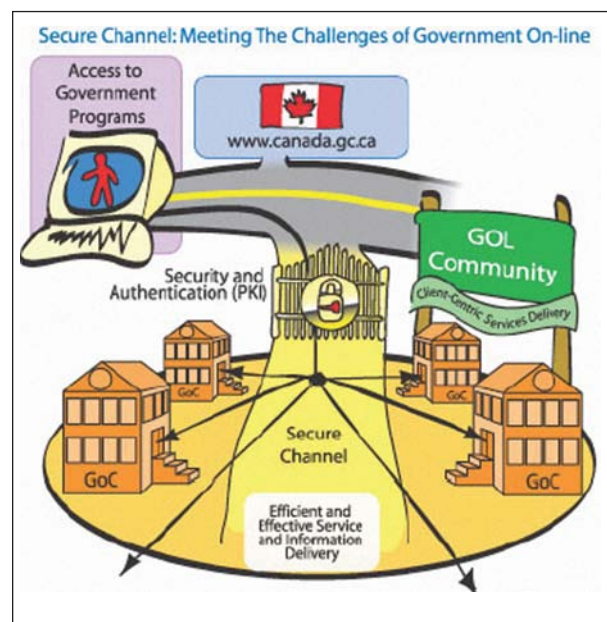 Secure Channel: Meeting The Challenges of Government On-line
Access to
Government
Programs
www.canada.gc.ca
GOL
Community
Client-Centric Services Delivery
Security and
Authentication (PKI)
GoC
GoC
GoC
GoC
Secure
Channel
Efficient and
Effective Service
and Information
Delivery